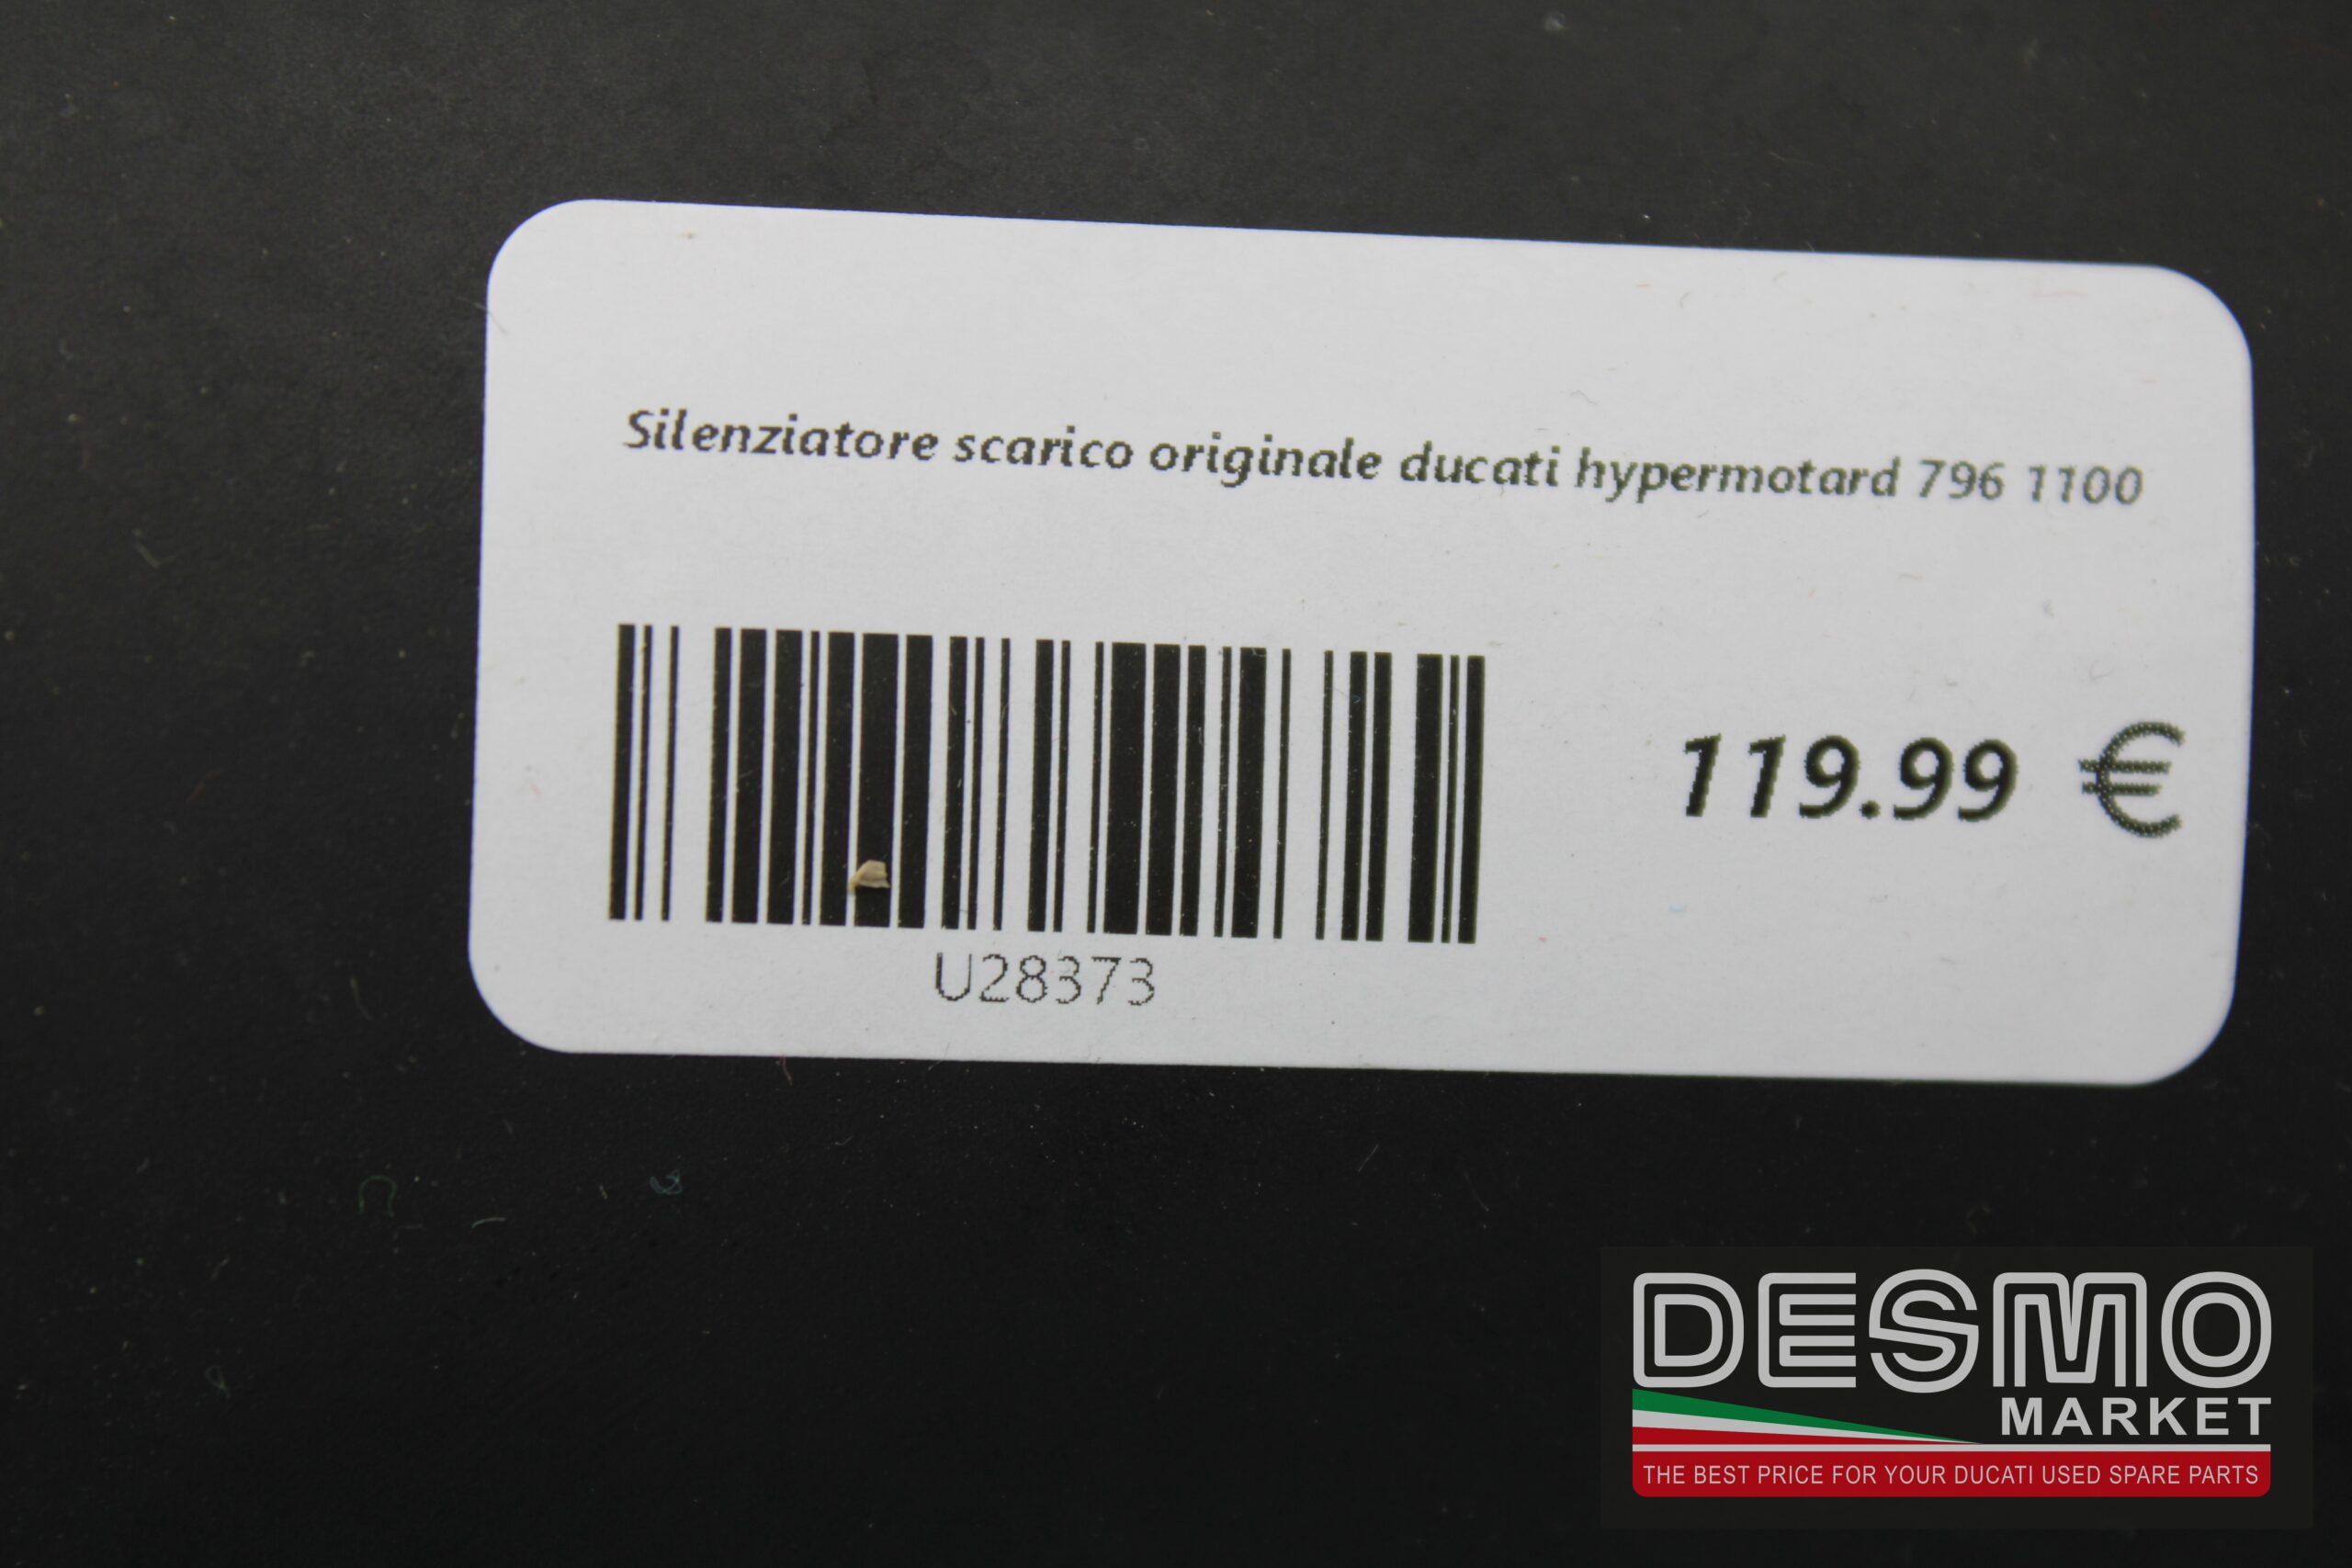 Silenziatore scarico originale ducati hypermotard 796 1100
119.99 €
U28373
DESMO
MARKET
THE BEST PRICE FOR YOUR DUCATI USED SPARE PARTS